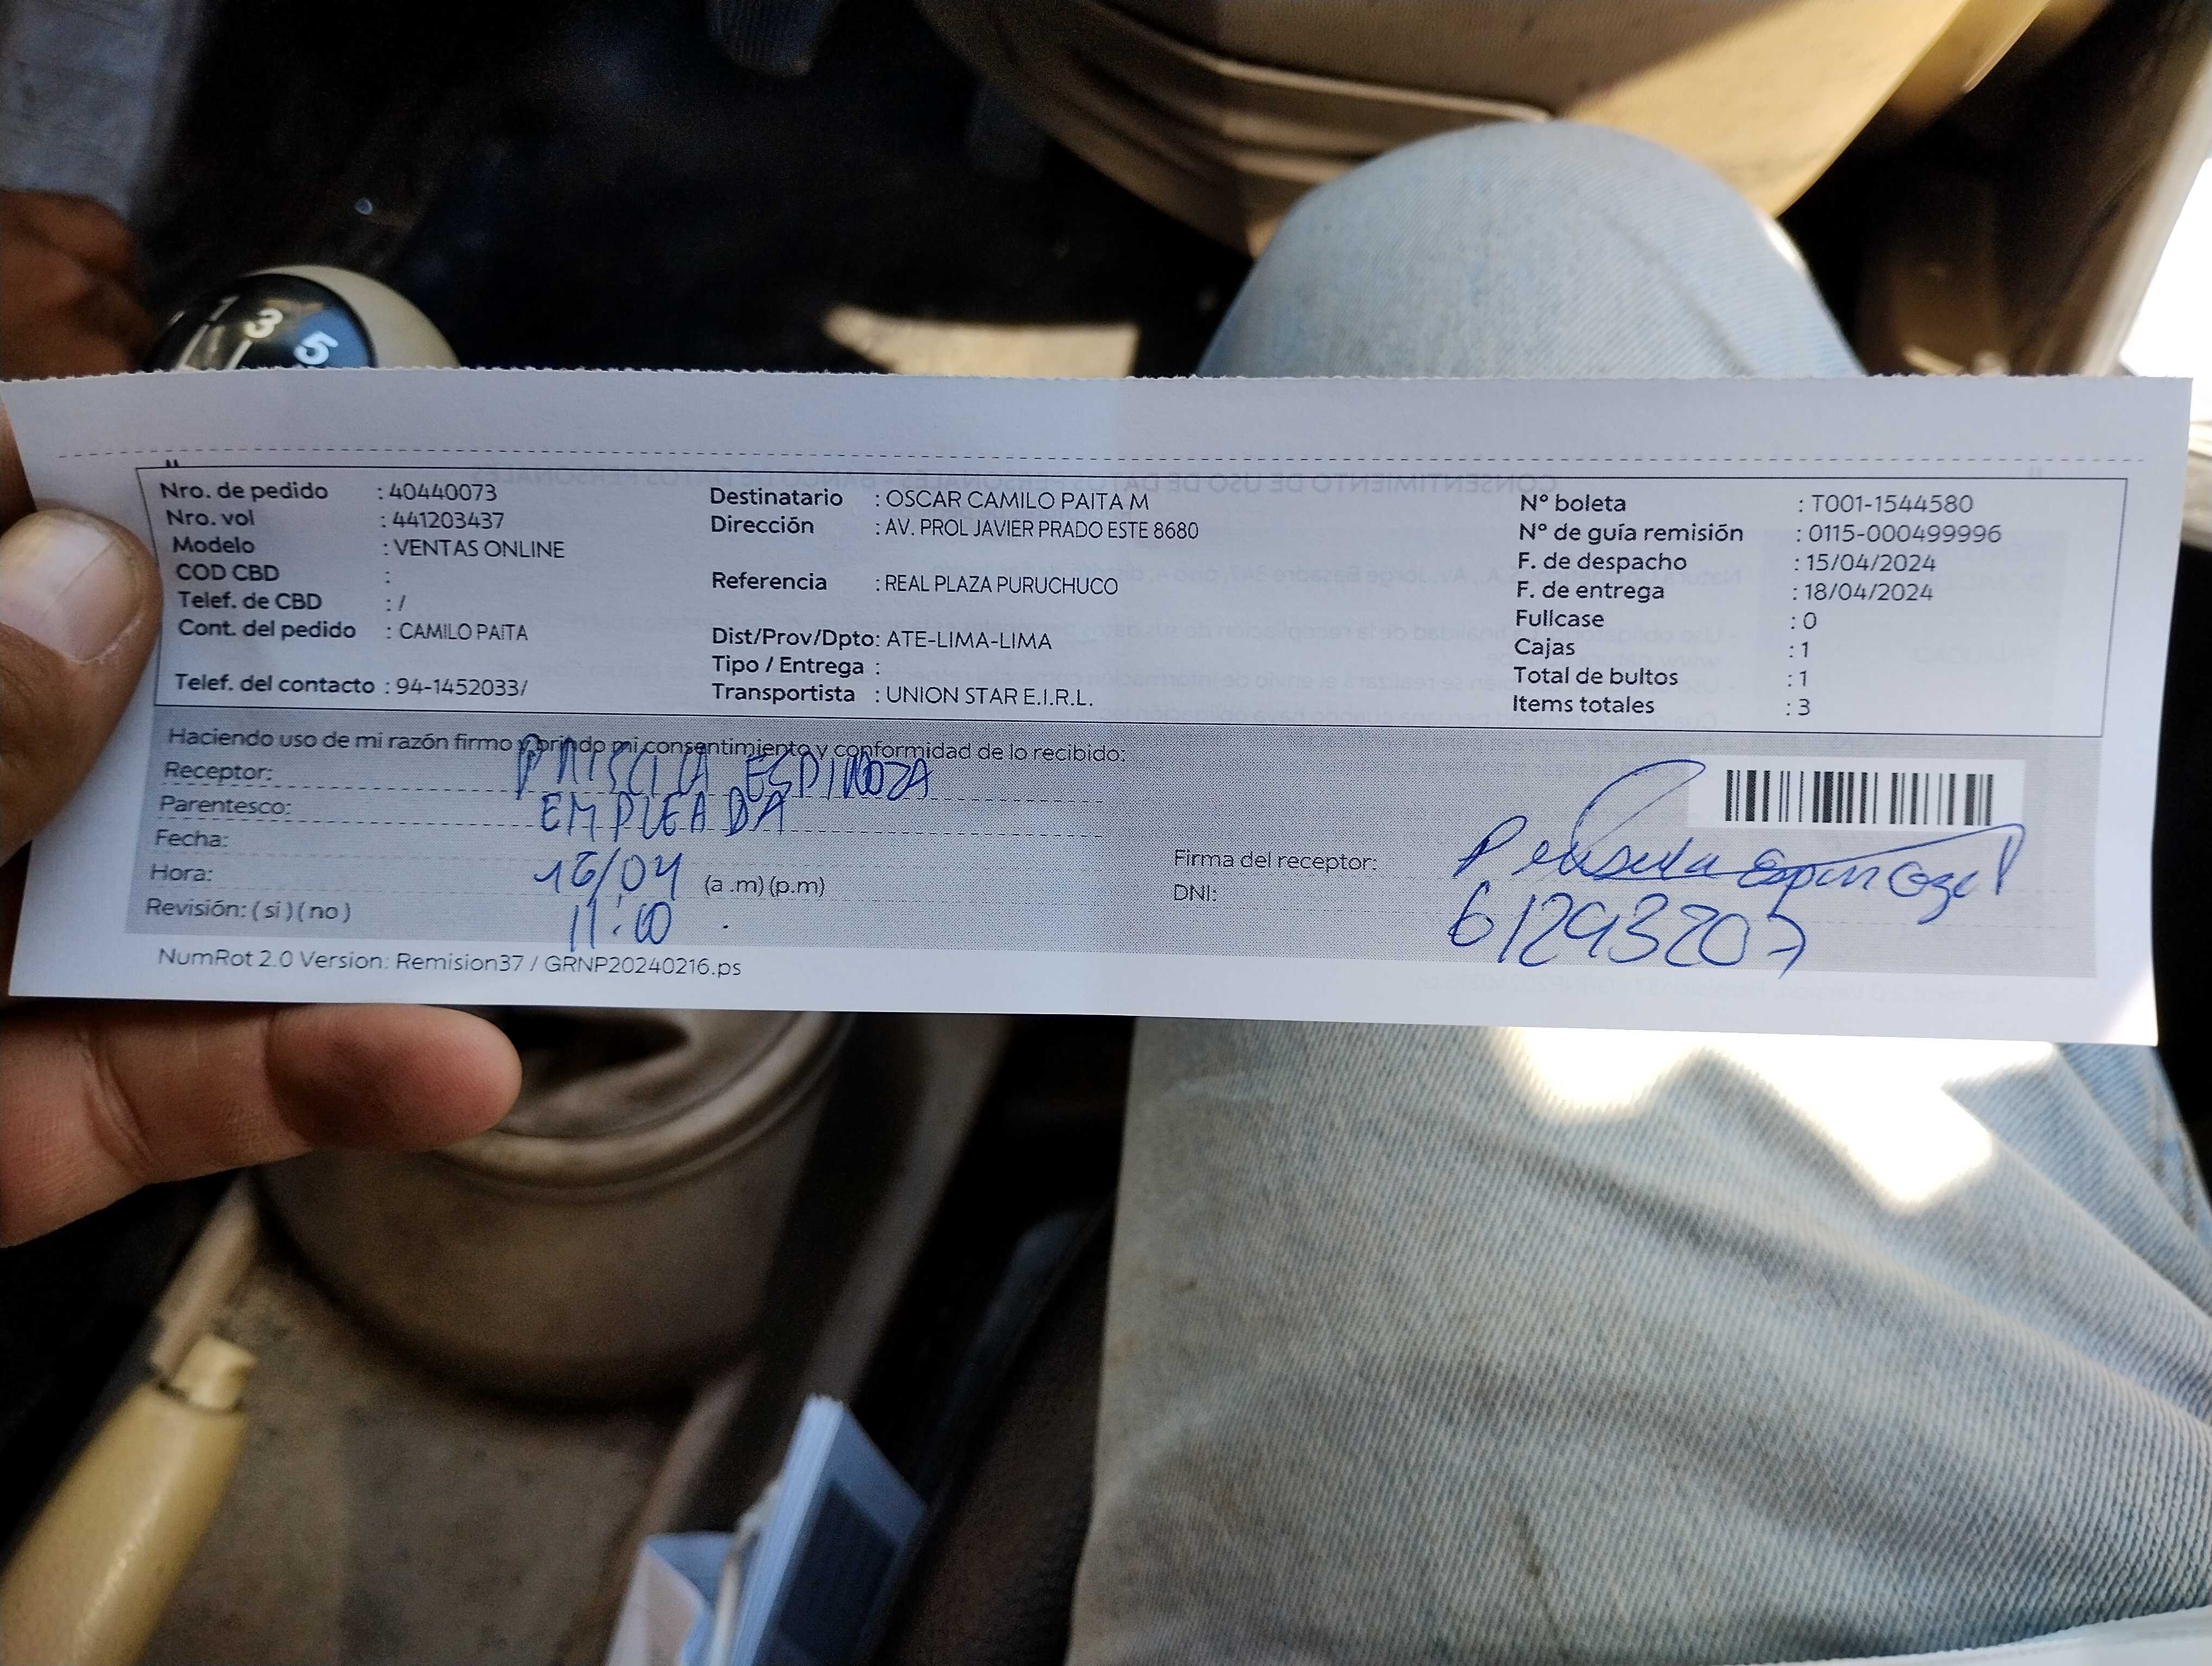 1 3 5
Nro. de pedido : 40440073
Nro. vol : 441203437
Modelo : VENTAS ONLINE
COD CBD :
Telef. de CBD : /
Cont. del pedido : CAMILO PAITA
Telef. del contacto : 94-1452033/
Destinatario : OSCAR CAMILO PAITA M
Dirección : AV. PROL JAVIER PRADO ESTE 8680
Referencia : REAL PLAZA PURUCHUCO
Dist/Prov/Dpto: ATE-LIMA-LIMA
Tipo / Entrega :
Transportista : UNION STAR E.I.R.L.
N° boleta : T001-1544580
N° de guía remisión : 0115-000499996
F. de despacho : 15/04/2024
F. de entrega : 18/04/2024
Fullcase : 0
Cajas : 1
Total de bultos : 1
Items totales : 3
Haciendo uso de mi razón firmo y brindo mi consentimiento y conformidad de lo recibido:
Receptor: PRISCILA ESPINOZA
Parentesco: EMPLEADA
Fecha: 16/04
Hora: 11:00 (a .m) (p.m)
Revisión: ( si ) ( no )
Firma del receptor:
DNI: 61293207
NumRot 2.0 Version: Remision37 / GRNP20240216.ps